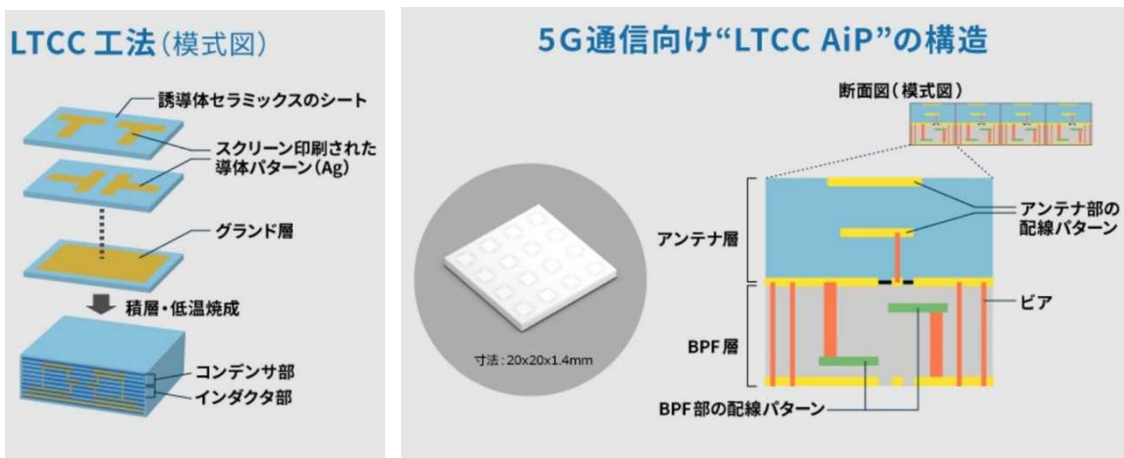 LTCC 工法(模式図)
誘導体セラミックスのシート
スクリーン印刷された
導体パターン(Ag)
グランド層
積層・低温焼成
コンデンサ部
インダクタ部
5G通信向け“LTCC AiP”の構造
断面図(模式図)
アンテナ部の
配線パターン
アンテナ層
ビア
BPF層
寸法:20x20x1.4mm
BPF部の配線パターン